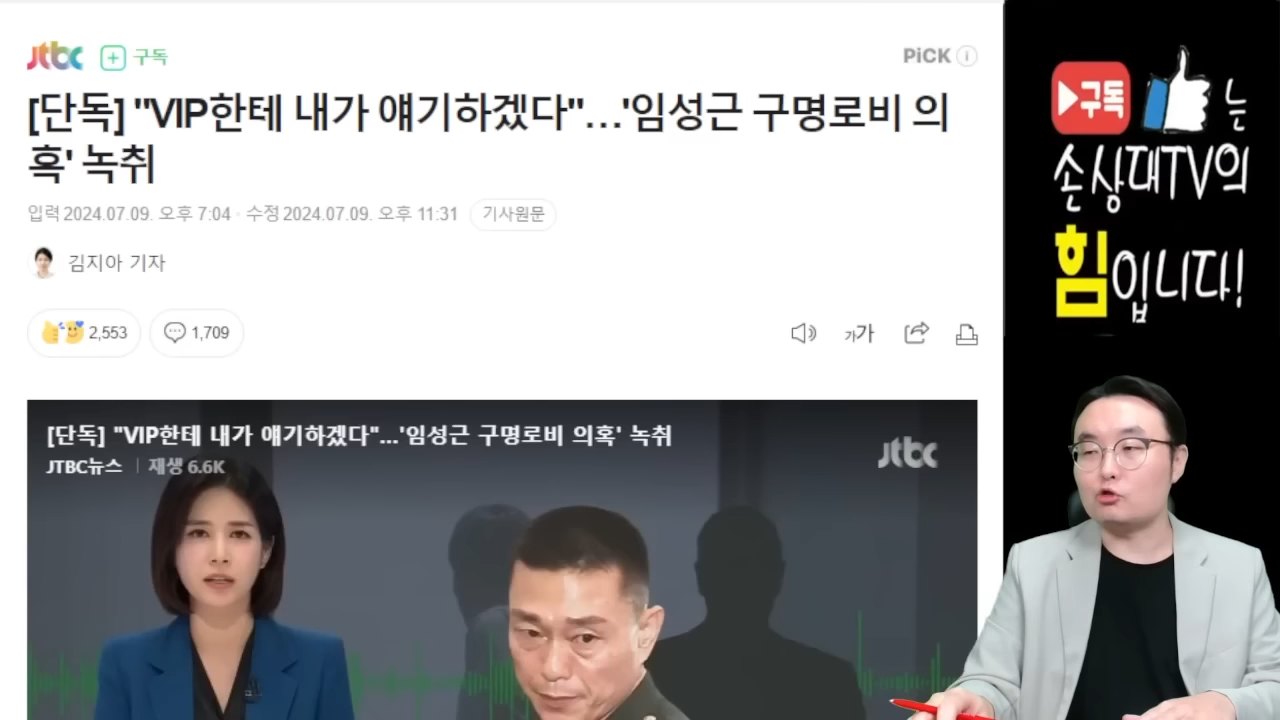 jtbc + 구독
PiCK i
[단독] "VIP한테 내가 얘기하겠다"…'임성근 구명로비 의
혹' 녹취
입력 2024.07.09. 오후 7:04 · 수정 2024.07.09. 오후 11:31 기사원문
김지아 기자
2,553 1,709 가가
[단독] "VIP한테 내가 얘기하겠다"...'임성근 구명로비 의혹' 녹취
JTBC뉴스 | 재생 6.6K
jtbc
구독 는
손상대TV의
힘입니다!